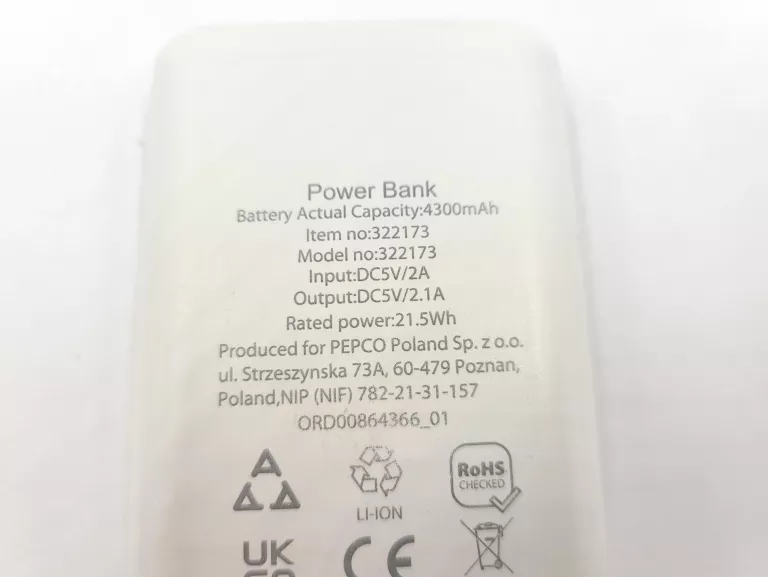 Power Bank
Battery Actual Capacity:4300mAh
Item no:322173
Model no:322173
Input:DC5V/2A
Output:DC5V/2.1A
Rated power:21.5Wh
Produced for PEPCO Poland Sp. z o.o.
ul. Strzeszynska 73A, 60-479 Poznan,
Poland,NIP (NIF) 782-21-31-157
ORD00864366_01
RoHS
CHECKED
LI-ION
UK
CE